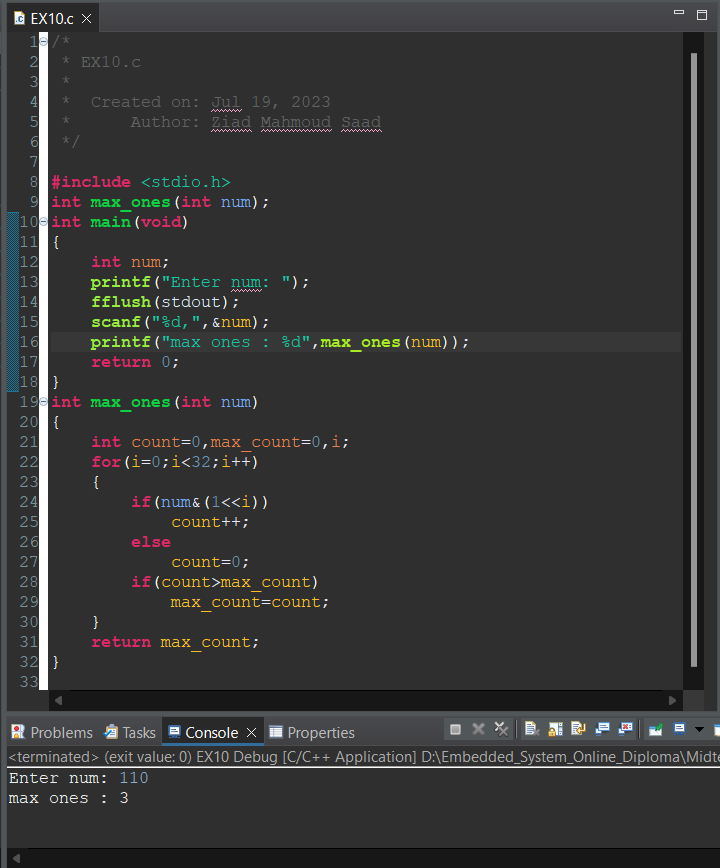 EX10.c
1 /*
2  * EX10.c
3  *
4  *  Created on: Jul 19, 2023
5  *      Author: Ziad Mahmoud Saad
6  */
7
8 #include <stdio.h>
9 int max_ones(int num);
10 int main(void)
11 {
12     int num;
13     printf("Enter num: ");
14     fflush(stdout);
15     scanf("%d,",&num);
16     printf("max ones : %d",max_ones(num));
17     return 0;
18 }
19 int max_ones(int num)
20 {
21     int count=0,max_count=0,i;
22     for(i=0;i<32;i++)
23     {
24         if(num&(1<<i))
25             count++;
26         else
27             count=0;
28         if(count>max_count)
29             max_count=count;
30     }
31     return max_count;
32 }
33
Problems Tasks Console Properties
<terminated> (exit value: 0) EX10 Debug [C/C++ Application] D:\Embedded_System_Online_Diploma\Midte
Enter num: 110
max ones : 3